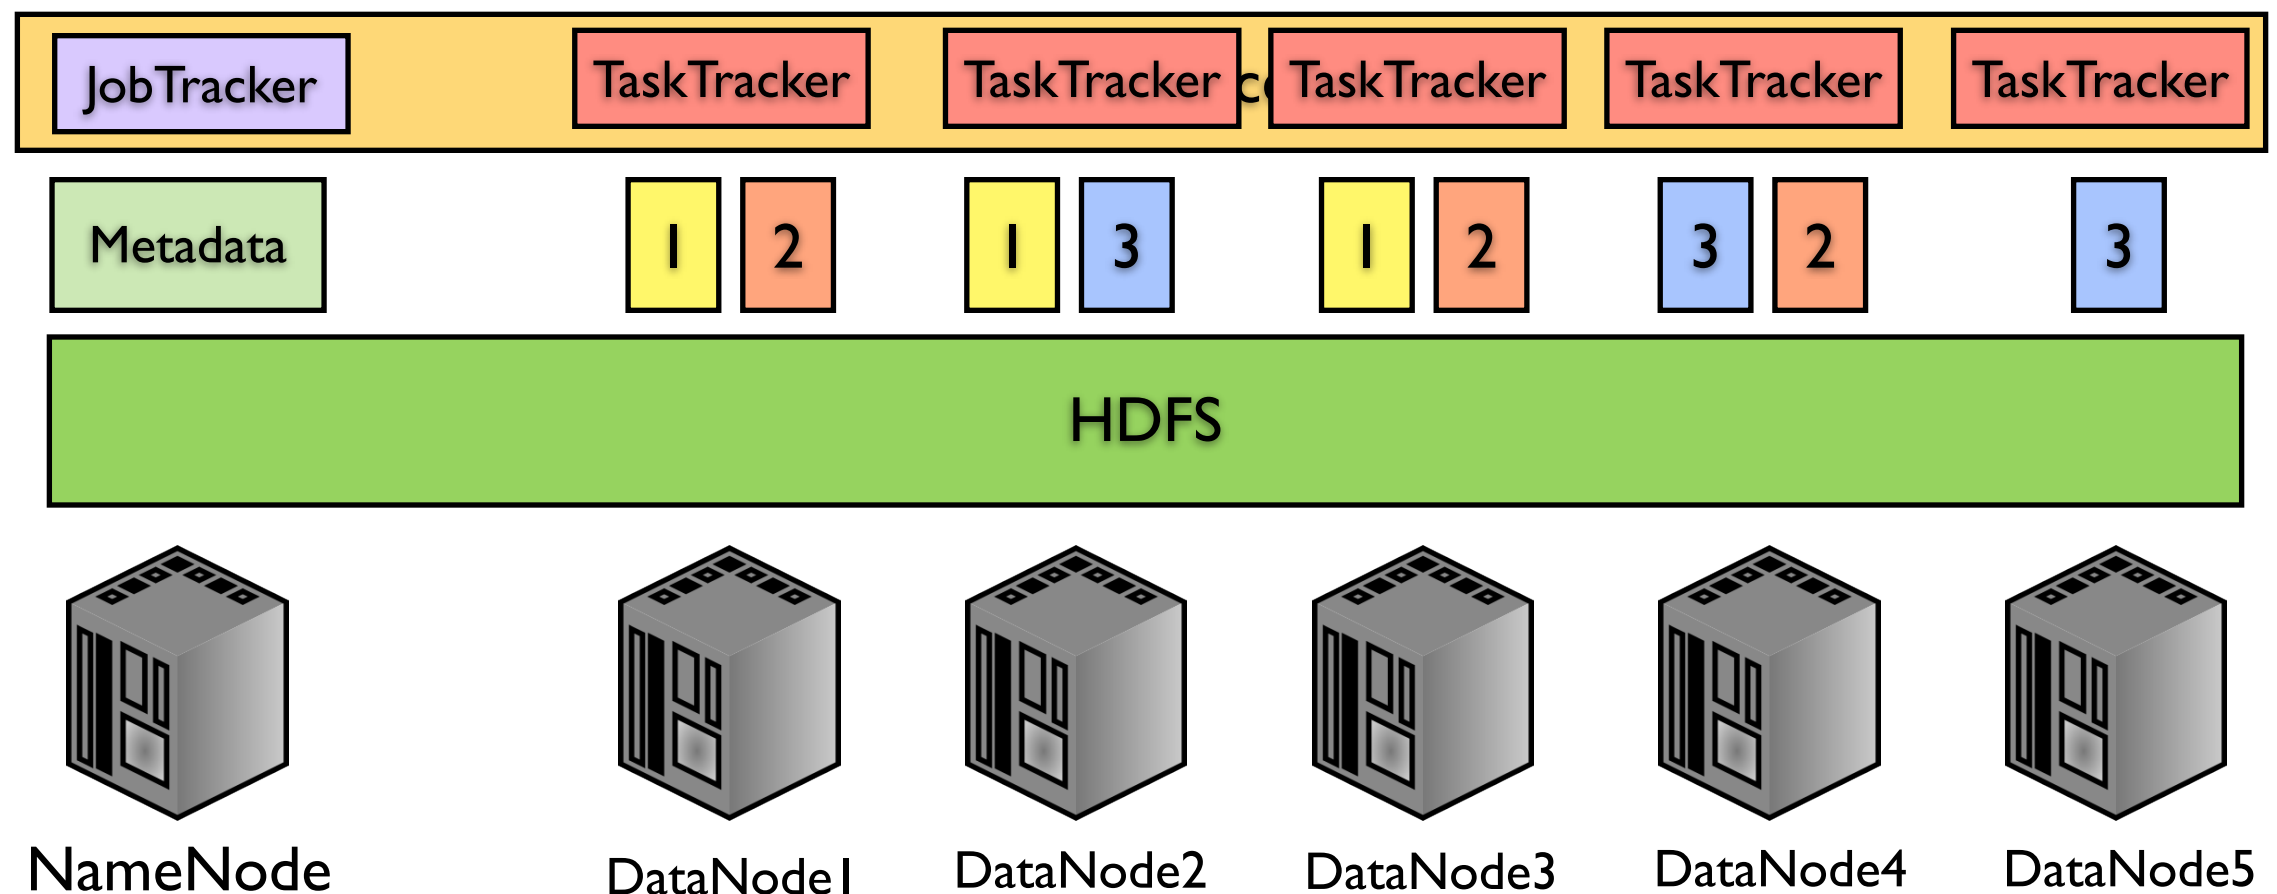 JobTracker TaskTracker TaskTracker TaskTracker TaskTracker TaskTracker
Metadata 1 2 1 3 1 2 3 2 3
HDFS
NameNode DataNode1 DataNode2 DataNode3 DataNode4 DataNode5